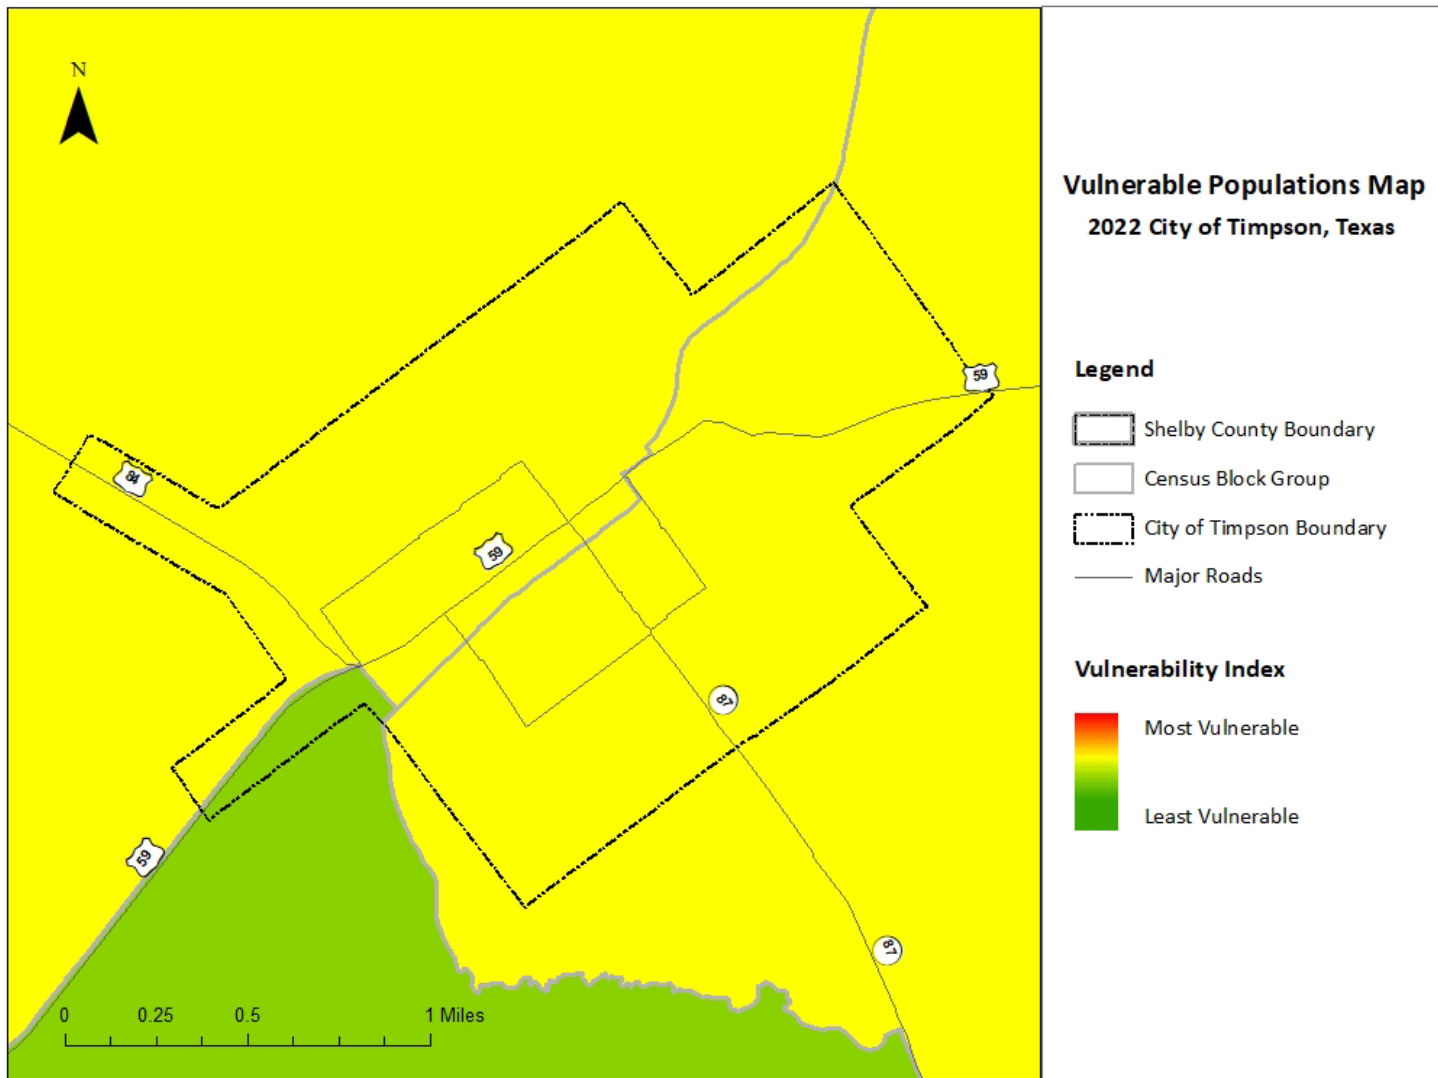 N
Vulnerable Populations Map
2022 City of Timpson, Texas
59
Legend
Shelby County Boundary
84
Census Block Group
City of Timpson Boundary
59
Major Roads
Vulnerability Index
87
Most Vulnerable
Least Vulnerable
59
87
0 0.25 0.5 1 Miles